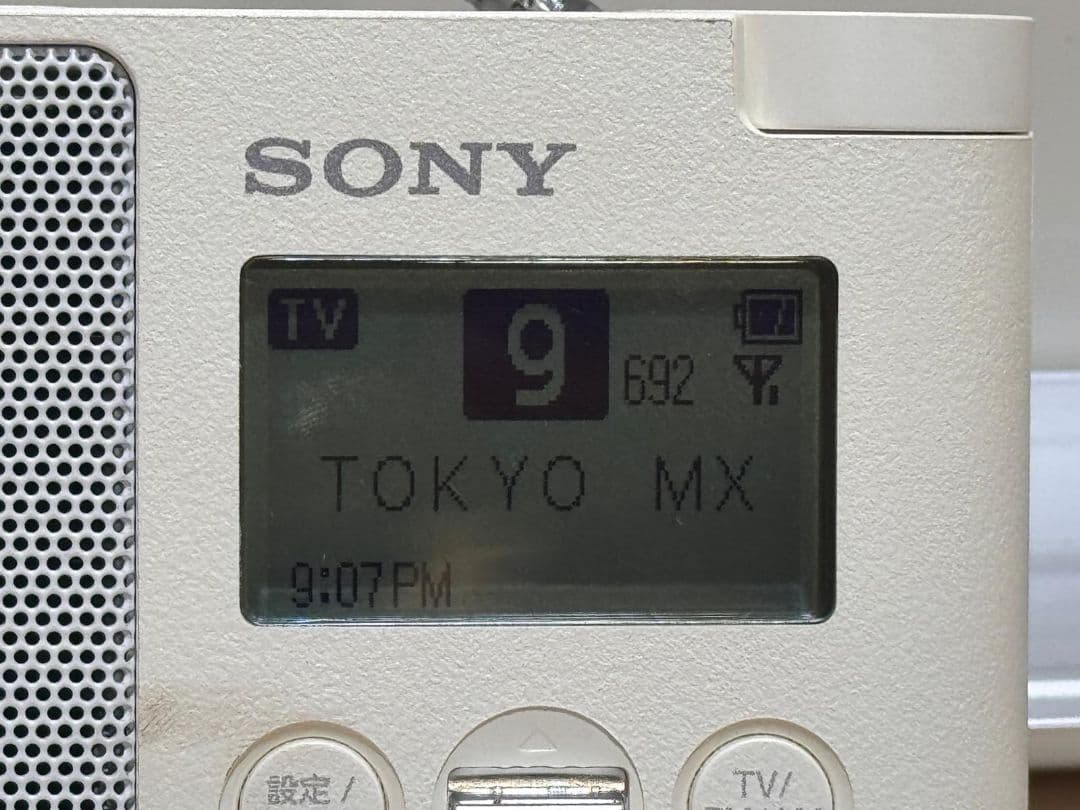 SONY
TV
9 692
TOKYO MX
9:07PM
設定/
TV/